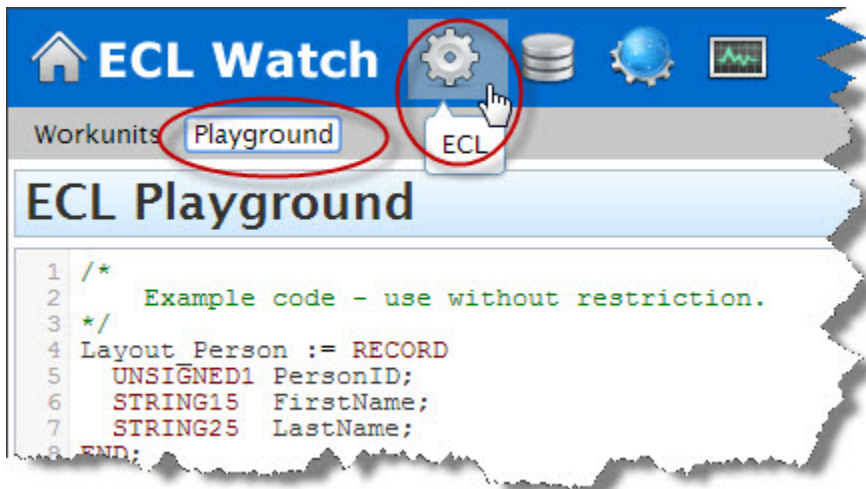 ECL Watch
Workunits Playground ECL
ECL Playground
1 /*
2 Example code - use without restriction.
3 */
4 Layout_Person := RECORD
5 UNSIGNED1 PersonID;
6 STRING15 FirstName;
7 STRING25 LastName;
8 END;